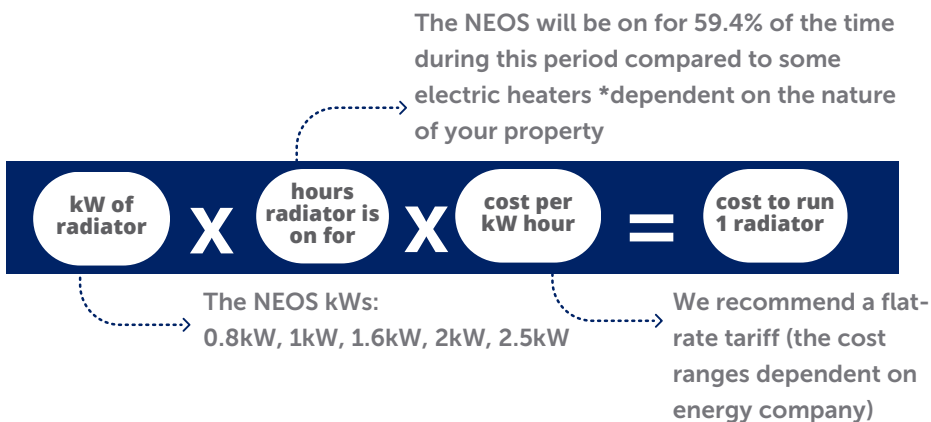 The NEOS will be on for 59.4% of the time
during this period compared to some
electric heaters *dependent on the nature
of your property
kW of
radiator
X
hours
radiator is
on for
X
cost per
kW hour
=
cost to run
1 radiator
The NEOS kWs:
0.8kW, 1kW, 1.6kW, 2kW, 2.5kW
We recommend a flat-
rate tariff (the cost
ranges dependent on
energy company)